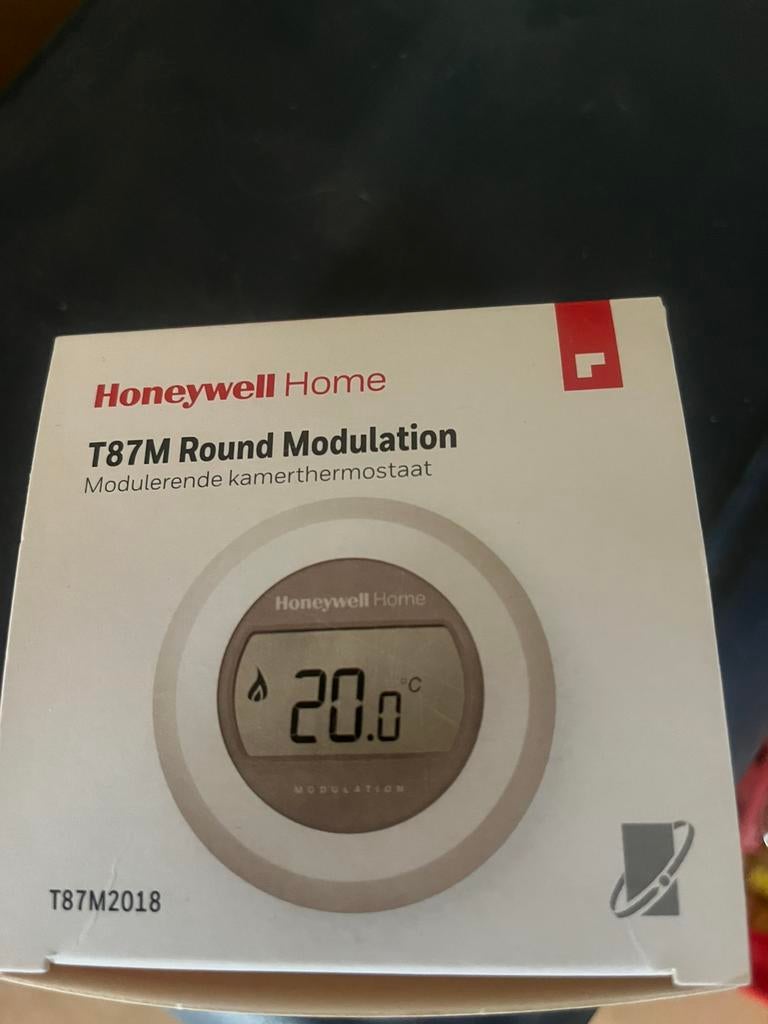 Honeywell Home
T87M Round Modulation
Modulerende kamerthermostaat
Honeywell Home
20.0 °C
MODULATION
T87M2018